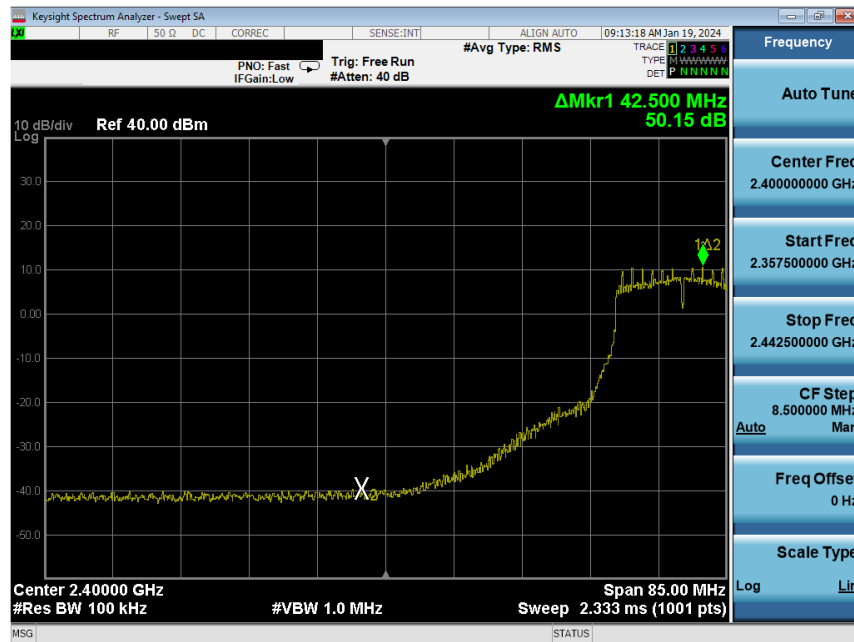 Keysight Spectrum Analyzer - Swept SA
LXI RF 50 Ω DC CORREC SENSE:INT ALIGN AUTO 09:13:18 AM Jan 19, 2024
PNO: Fast
IFGain:Low
Trig: Free Run
#Atten: 40 dB
#Avg Type: RMS
TRACE 1 2 3 4 5 6
TYPE M W W W W W
DET P N N N N N
ΔMkr1 42.500 MHz
50.15 dB
10 dB/div
Log
Ref 40.00 dBm
30.0
20.0
10.0
0.00
-10.0
-20.0
-30.0
-40.0
-50.0
1Δ2
X2
Center 2.40000 GHz
Span 85.00 MHz
#Res BW 100 kHz
#VBW 1.0 MHz
Sweep 2.333 ms (1001 pts)
MSG
STATUS
Frequency
Auto Tune
Center Freq
2.400000000 GHz
Start Freq
2.357500000 GHz
Stop Freq
2.442500000 GHz
CF Step
8.500000 MHz
Auto Man
Freq Offset
0 Hz
Scale Type
Log Lin